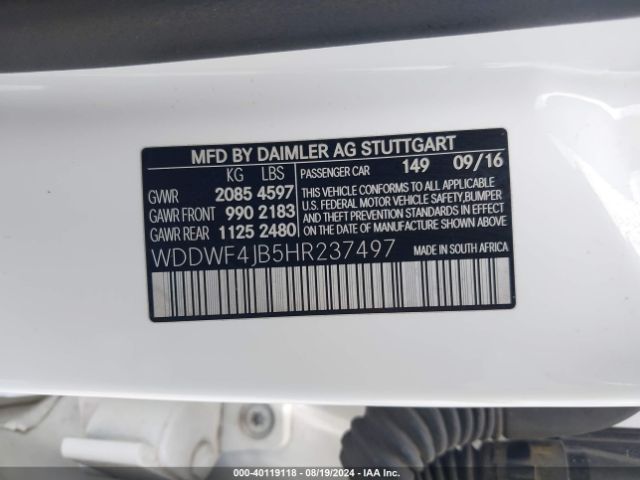 MFD BY DAIMLER AG STUTTGART
KG LBS PASSENGER CAR 149 09/16
GVWR 2085 4597 THIS VEHICLE CONFORMS TO ALL APPLICABLE
GAWR FRONT 990 2183 U.S. FEDERAL MOTOR VEHICLE SAFETY,BUMPER
GAWR REAR 1125 2480 AND THEFT PREVENTION STANDARDS IN EFFECT
ON THE DATE OF MANUFACTURE SHOWN ABOVE.
WDDWF4JB5HR237497 MADE IN SOUTH AFRICA
000-40119118 - 08/19/2024 - IAA Inc.